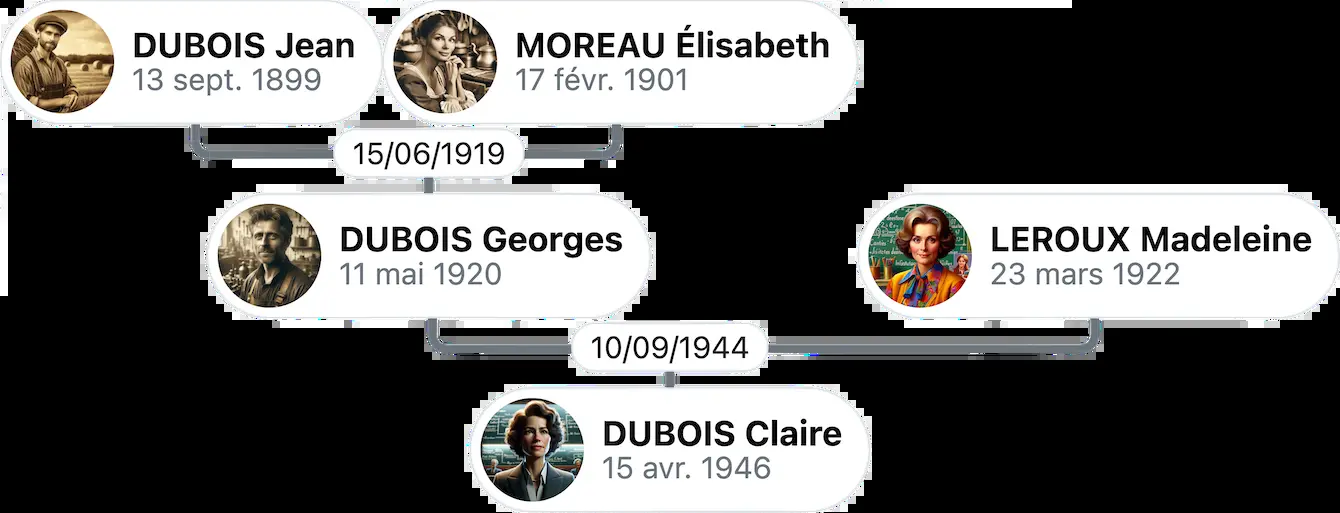 DUBOIS Jean
13 sept. 1899
MOREAU Élisabeth
17 févr. 1901
15/06/1919
DUBOIS Georges
11 mai 1920
LEROUX Madeleine
23 mars 1922
10/09/1944
DUBOIS Claire
15 avr. 1946